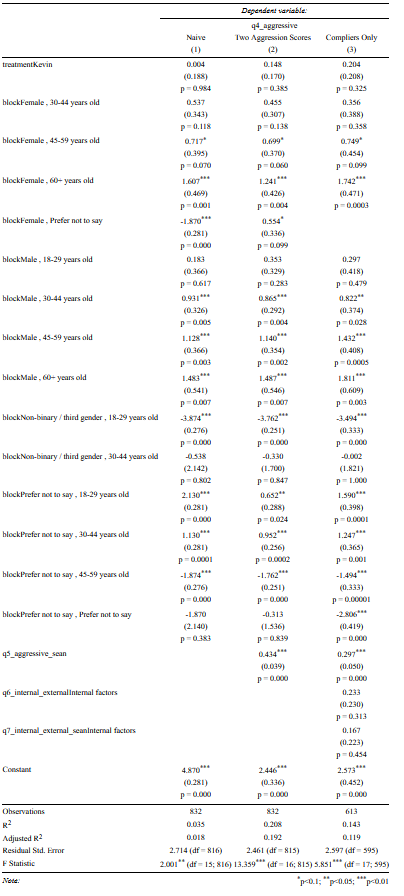 Dependent variable:
q4_aggressive
Naive Two Aggression Scores Compliers Only
(1) (2) (3)
treatmentKevin 0.004 0.148 0.204
(0.188) (0.170) (0.208)
p = 0.984 p = 0.385 p = 0.325
blockFemale , 30-44 years old 0.537 0.455 0.356
(0.343) (0.307) (0.388)
p = 0.118 p = 0.138 p = 0.358
blockFemale , 45-59 years old 0.717* 0.699* 0.749*
(0.395) (0.370) (0.454)
p = 0.070 p = 0.060 p = 0.099
blockFemale , 60+ years old 1.607*** 1.241*** 1.742***
(0.469) (0.426) (0.471)
p = 0.001 p = 0.004 p = 0.0003
blockFemale , Prefer not to say -1.870*** 0.554*
(0.281) (0.336)
p = 0.000 p = 0.099
blockMale , 18-29 years old 0.183 0.353 0.297
(0.366) (0.329) (0.418)
p = 0.617 p = 0.283 p = 0.479
blockMale , 30-44 years old 0.931*** 0.865*** 0.822**
(0.326) (0.292) (0.374)
p = 0.005 p = 0.004 p = 0.028
blockMale , 45-59 years old 1.128*** 1.140*** 1.432***
(0.366) (0.354) (0.408)
p = 0.003 p = 0.002 p = 0.0005
blockMale , 60+ years old 1.483*** 1.487*** 1.811***
(0.541) (0.546) (0.609)
p = 0.007 p = 0.007 p = 0.003
blockNon-binary / third gender , 18-29 years old -3.874*** -3.762*** -3.494***
(0.276) (0.251) (0.333)
p = 0.000 p = 0.000 p = 0.000
blockNon-binary / third gender , 30-44 years old -0.538 -0.330 -0.002
(2.142) (1.700) (1.821)
p = 0.802 p = 0.847 p = 1.000
blockPrefer not to say , 18-29 years old 2.130*** 0.652** 1.590***
(0.281) (0.288) (0.398)
p = 0.000 p = 0.024 p = 0.0001
blockPrefer not to say , 30-44 years old 1.130*** 0.952*** 1.247***
(0.281) (0.256) (0.365)
p = 0.0001 p = 0.0002 p = 0.001
blockPrefer not to say , 45-59 years old -1.874*** -1.762*** -1.494***
(0.276) (0.251) (0.333)
p = 0.000 p = 0.000 p = 0.00001
blockPrefer not to say , Prefer not to say -1.870 -0.313 -2.806***
(2.140) (1.536) (0.419)
p = 0.383 p = 0.839 p = 0.000
q5_aggressive_sean 0.434*** 0.297***
(0.039) (0.050)
p = 0.000 p = 0.000
q6_internal_externalInternal factors 0.233
(0.230)
p = 0.313
q7_internal_external_seanInternal factors 0.167
(0.223)
p = 0.454
Constant 4.870*** 2.446*** 2.573***
(0.281) (0.336) (0.452)
p = 0.000 p = 0.000 p = 0.000
Observations 832 832 613
R2 0.035 0.208 0.143
Adjusted R2 0.018 0.192 0.119
Residual Std. Error 2.714 (df = 816) 2.461 (df = 815) 2.597 (df = 595)
F Statistic 2.001** (df = 15; 816) 13.359*** (df = 16; 815) 5.851*** (df = 17; 595)
Note: *p<0.1; **p<0.05; ***p<0.01